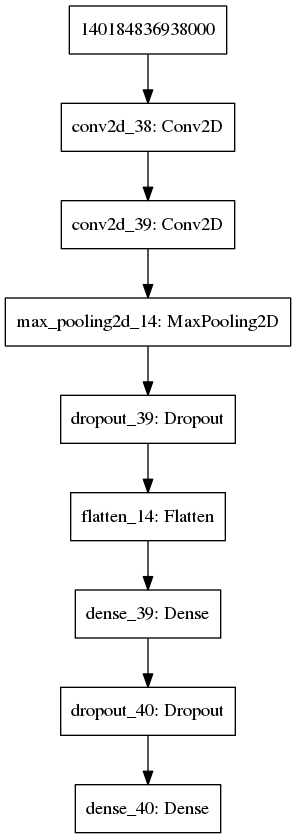 140184836938000
conv2d_38: Conv2D
conv2d_39: Conv2D
max_pooling2d_14: MaxPooling2D
dropout_39: Dropout
flatten_14: Flatten
dense_39: Dense
dropout_40: Dropout
dense_40: Dense